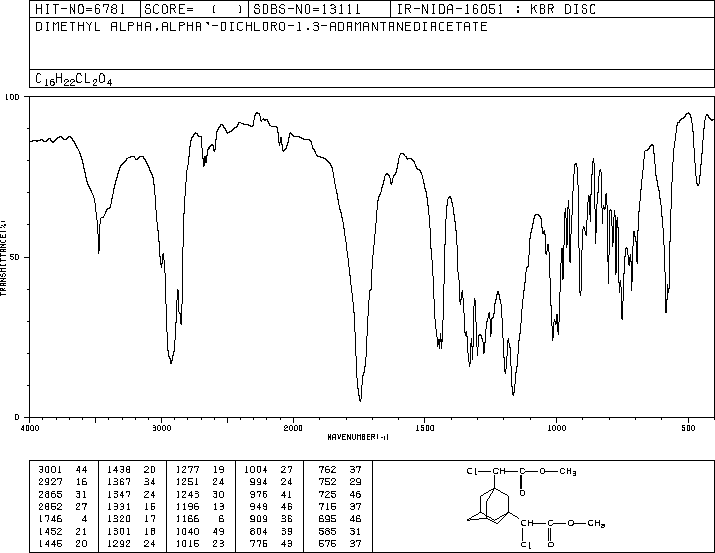 HIT-NO=6781 SCORE= ( ) SDBS-NO=13111 IR-NIDA-16051 : KBR DISC
DIMETHYL ALPHA,ALPHA'-DICHLORO-1,3-ADAMANTANEDIACETATE
C16H22CL2O4
100
50
0
TRANSMITTANCE(%)
4000 3000 2000 1500 1000 500
WAVENUMBER(-1)
3001 44 1438 20 1277 19 1004 27 762 37
2927 16 1367 34 1251 24 994 24 752 29
2865 31 1347 24 1243 30 976 41 725 46
2852 27 1331 16 1196 13 949 46 716 37
1746 4 1320 17 1166 6 909 36 695 46
1452 21 1301 18 1040 49 804 39 585 31
1446 20 1292 24 1016 23 776 43 576 37
Cl O
CH C O CH3
CH C O CH3
Cl O